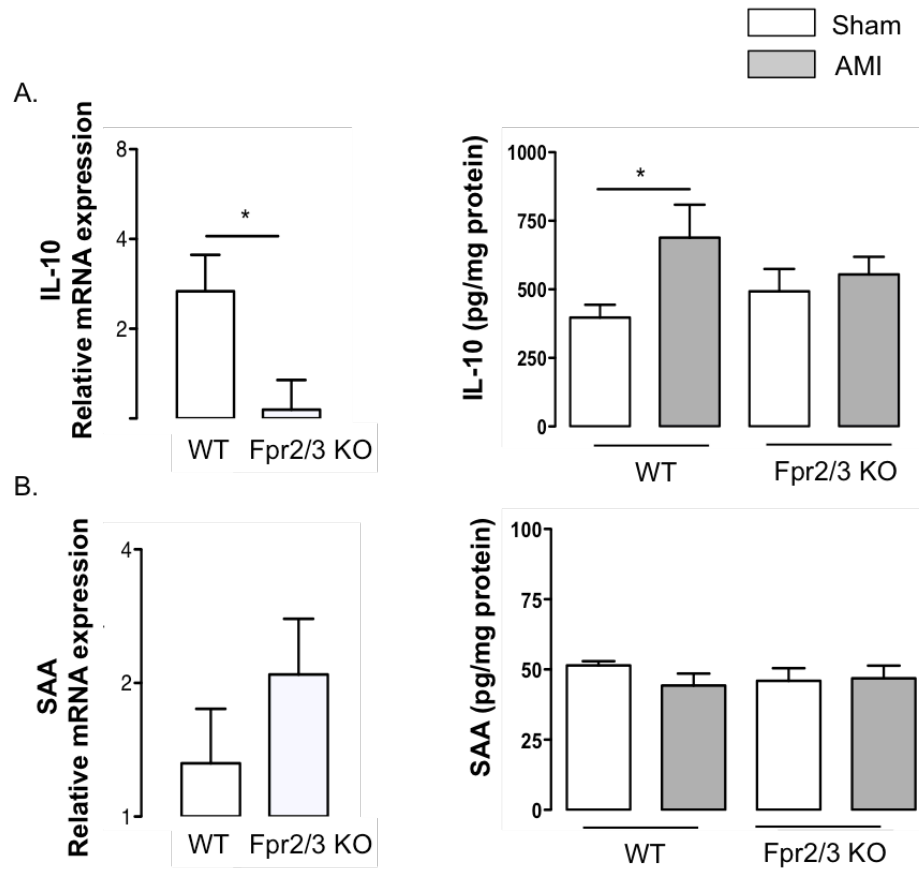 Sham
AMI
A.
IL-10
Relative mRNA expression
8
4
2
*
WT Fpr2/3 KO
IL-10 (pg/mg protein)
1000
750
500
250
0
*
WT Fpr2/3 KO
B.
SAA
Relative mRNA expression
4
2
1
WT Fpr2/3 KO
SAA (pg/mg protein)
100
75
50
25
0
WT Fpr2/3 KO